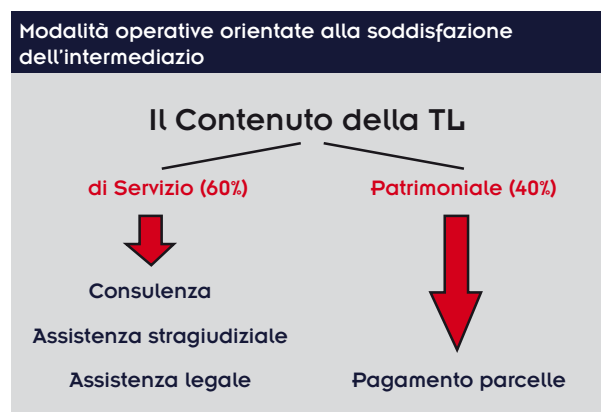 Modalità operative orientate alla soddisfazione
dell'intermediazio
Il Contenuto della TL
di Servizio (60%)
Patrimoniale (40%)
Consulenza
Assistenza stragiudiziale
Assistenza legale
Pagamento parcelle